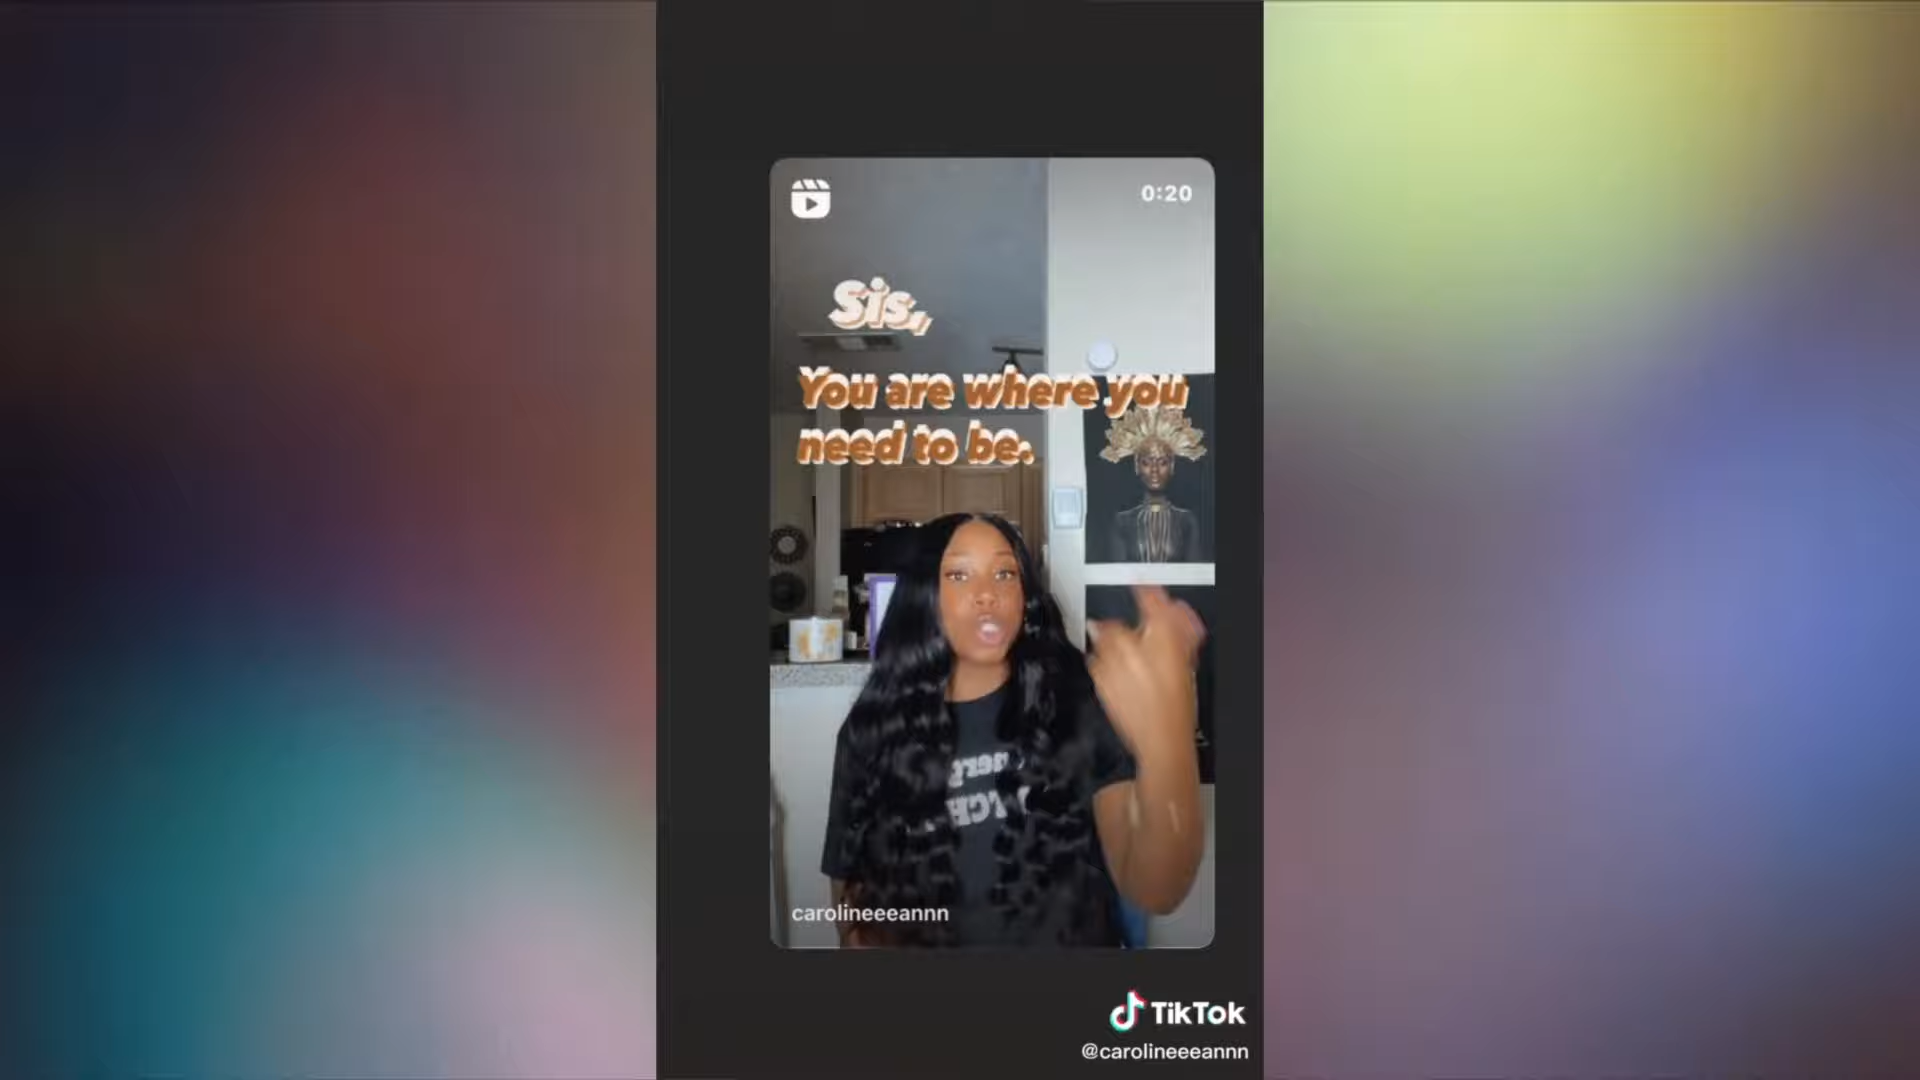 0:20
Sis,
You are where you
need to be.
carolineeeannn
TikTok
@carolineeeannn